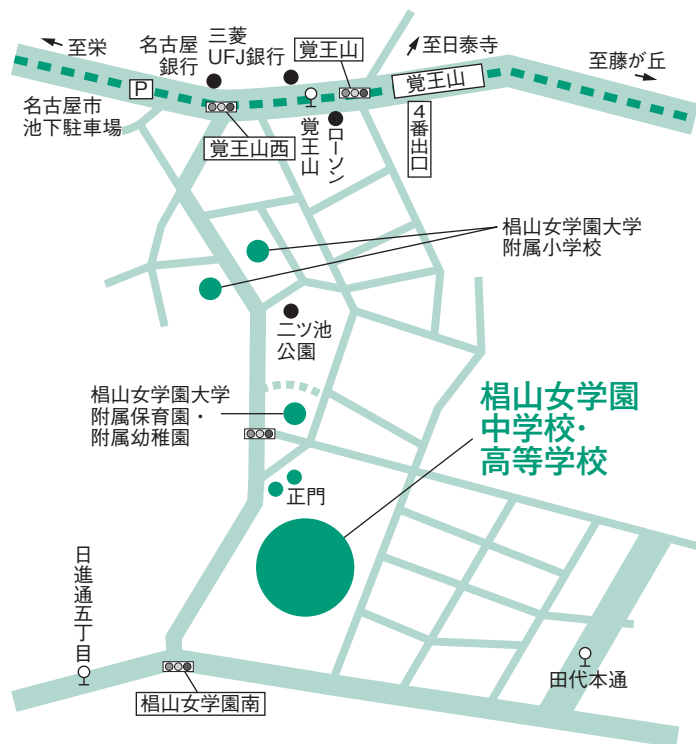 至栄
名古屋
銀行
三菱
UFJ銀行
覚王山
至日泰寺
至藤が丘
P
覚王山
名古屋市
池下駐車場
覚王山西
覚王山
ローソン
4番出口
椙山女学園大学
附属小学校
二ツ池
公園
椙山女学園大学
附属保育園・
附属幼稚園
椙山女学園
中学校・
高等学校
正門
日進通五丁目
田代本通
椙山女学園南